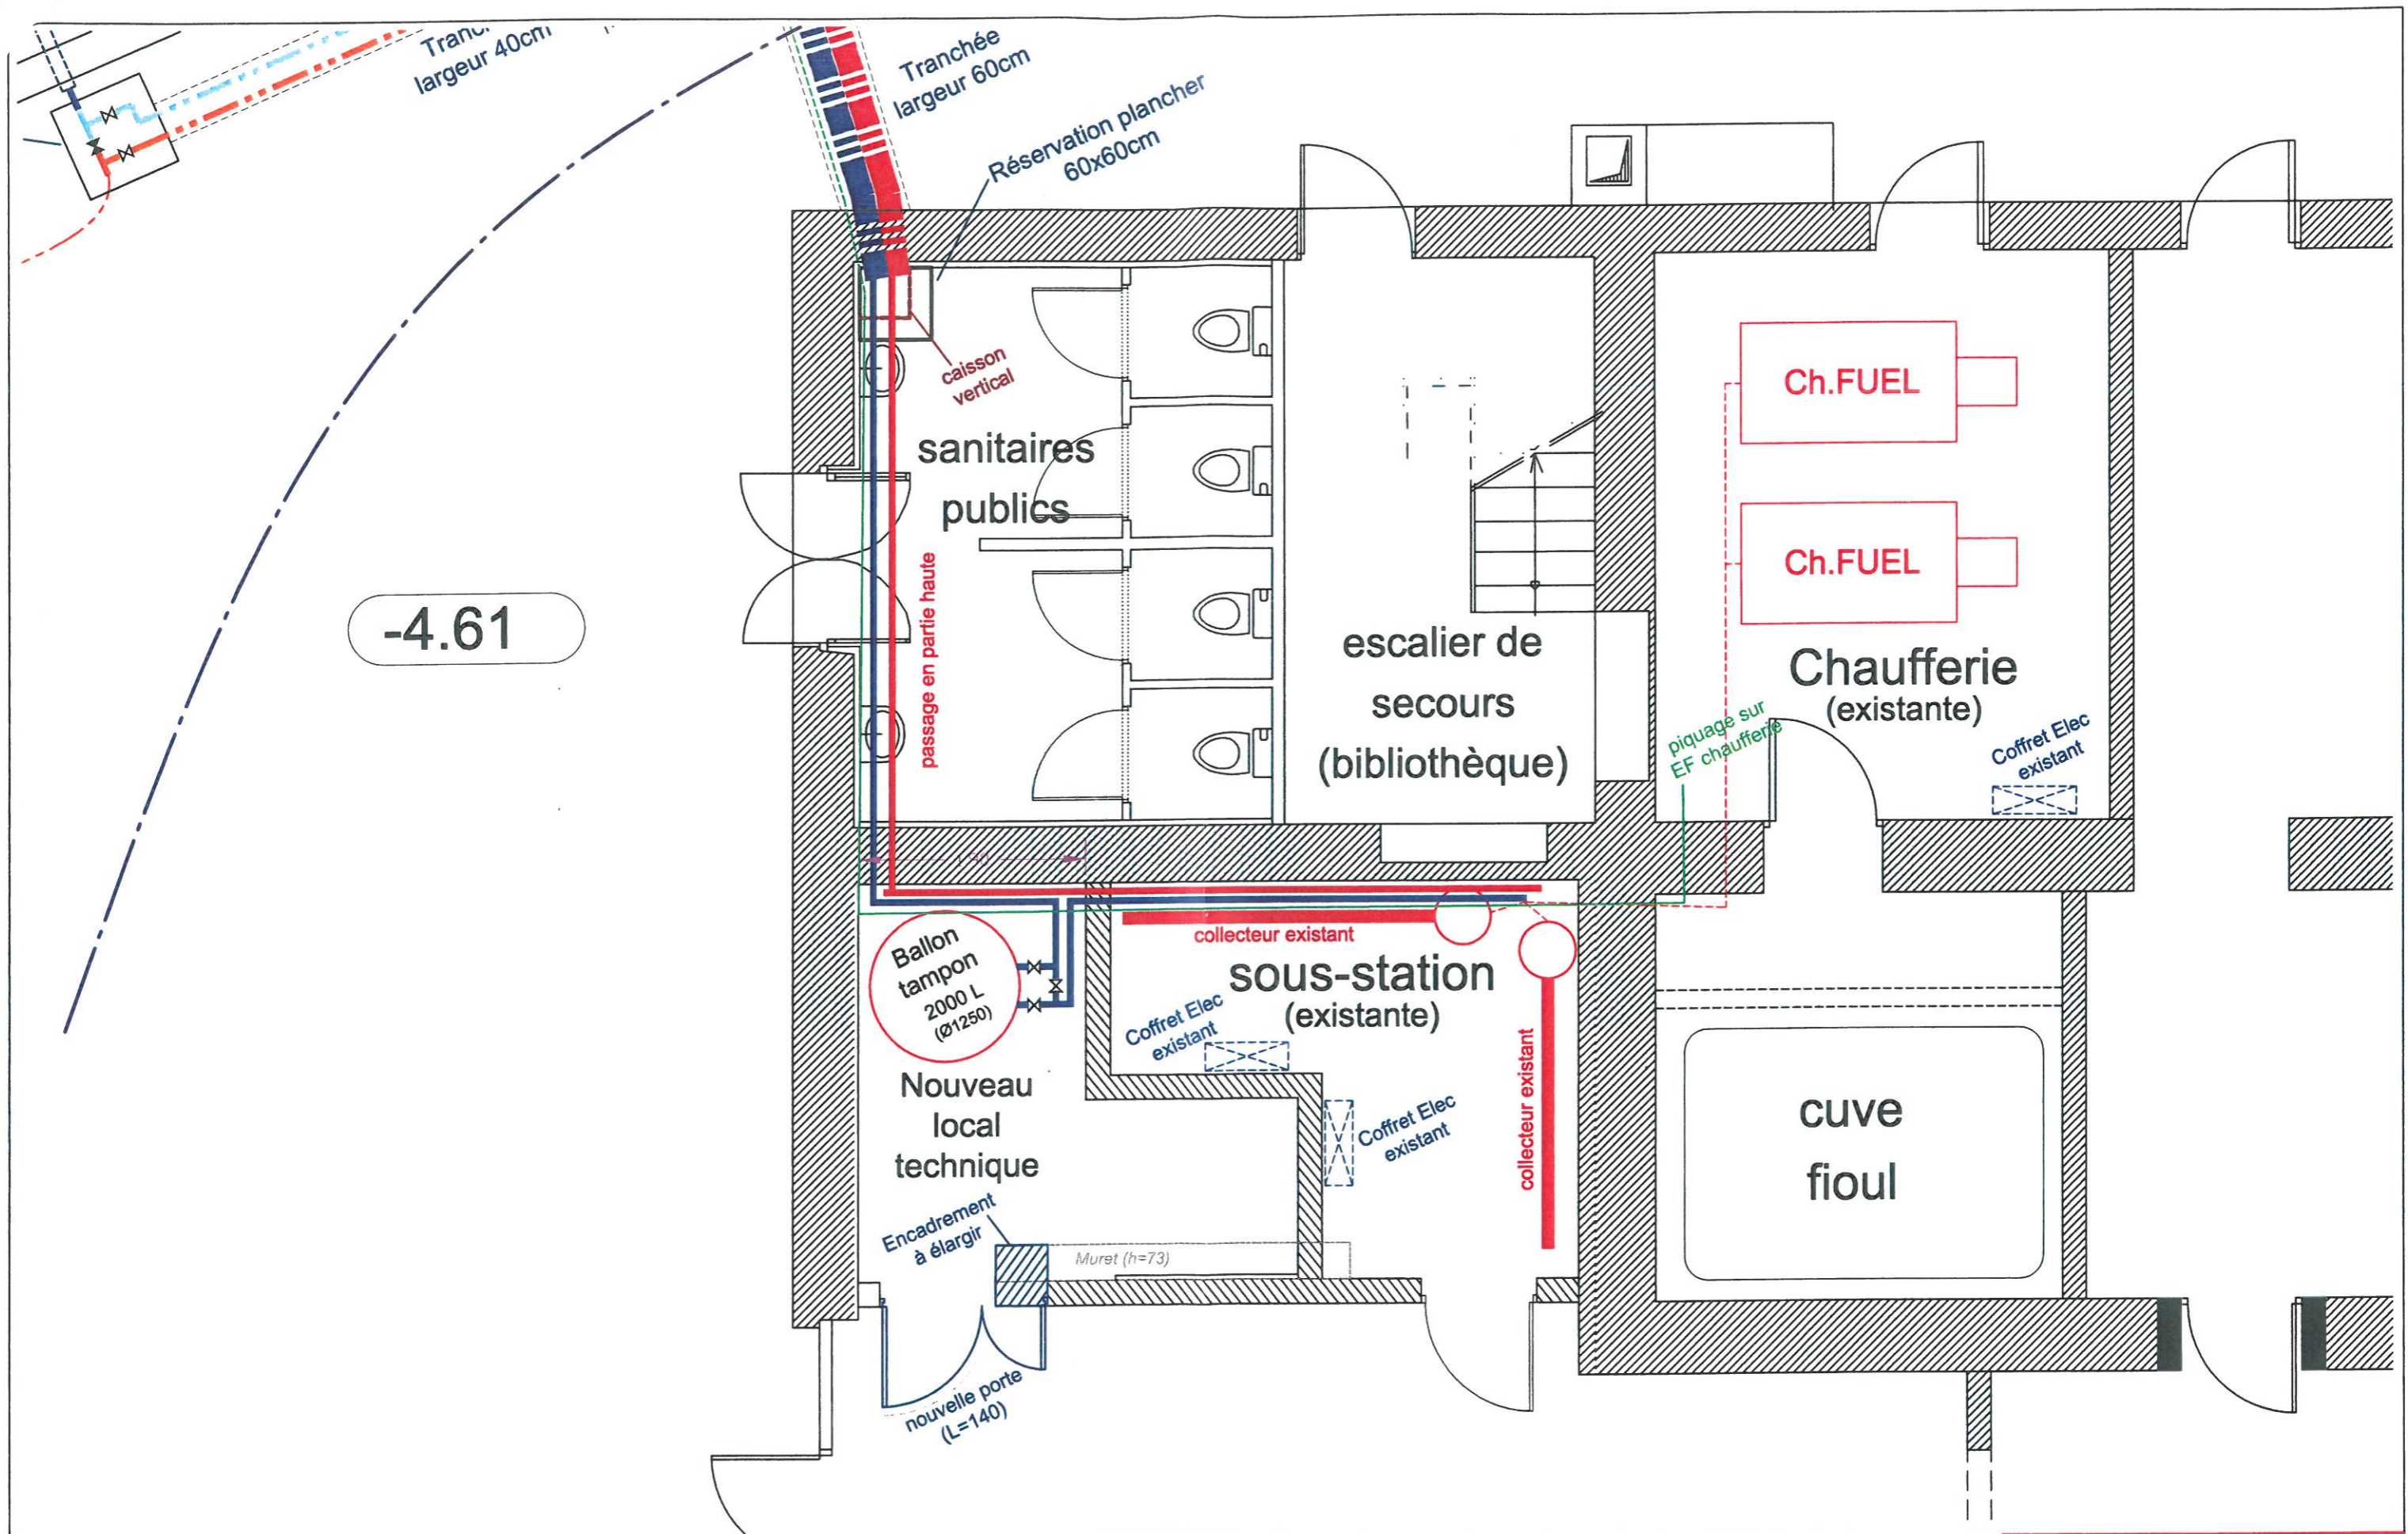 largeur 40cm
Tranchée
largeur 60cm
Réservation plancher
60x60cm
caisson
vertical
sanitaires
publics
passage en partie haute
-4.61
escalier de
secours
(bibliothèque)
Ch.FUEL
Ch.FUEL
Chaufferie
(existante)
piquage sur
EF chaufferie
Coffret Elec
existant
collecteur existant
sous-station
(existante)
Ballon
tampon
2000 L
(Ø1250)
Coffret Elec
existant
Coffret Elec
existant
collecteur existant
Nouveau
local
technique
Encadrement
à élargir
Muret (h=73)
nouvelle porte
(L=140)
cuve
fioul